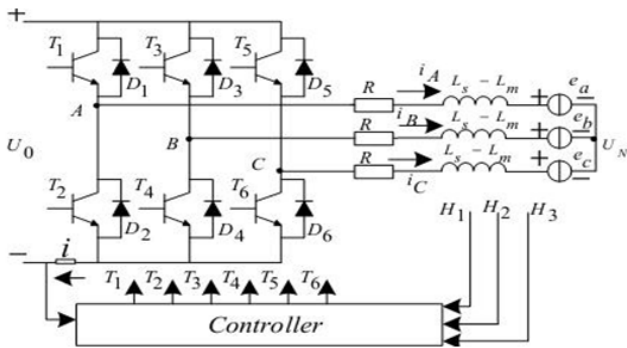 +
T1 T3 T5
D1 D3 D5
R iA Ls – Lm + ea –
A
R iB Ls – Lm + eb
U0 B UN
R iC Ls – Lm + ec –
C
T2 T4 T6
D2 D4 D6
H1 H2 H3
– i
T1 T2 T3 T4 T5 T6
Controller